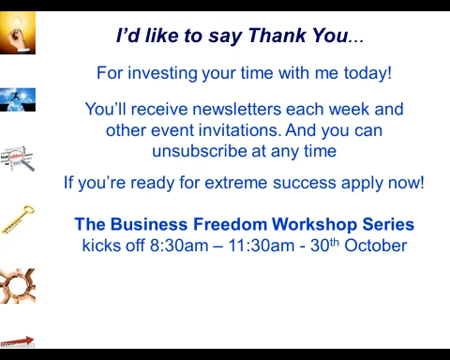 I'd like to say Thank You...
For investing your time with me today!
You'll receive newsletters each week and
other event invitations. And you can
unsubscribe at any time
If you're ready for extreme success apply now!
The Business Freedom Workshop Series
kicks off 8:30am – 11:30am - 30th October